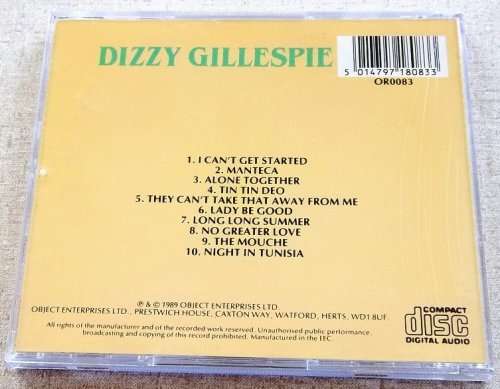 DIZZY GILLESPIE
5 014797 180833
OR0083
1. I CAN'T GET STARTED
2. MANTECA
3. ALONE TOGETHER
4. TIN TIN DEO
5. THEY CAN'T TAKE THAT AWAY FROM ME
6. LADY BE GOOD
7. LONG LONG SUMMER
8. NO GREATER LOVE
9. THE MOUCHE
10. NIGHT IN TUNISIA
℗ & © 1989 OBJECT ENTERPRISES LTD.
OBJECT ENTERPRISES LTD., PRESTWICH HOUSE, CAXTON WAY, WATFORD, HERTS, WD1 8UF.
All rights of the manufacturer and of the recorded work reserved. Unauthorised public performance,
broadcasting and copying of this record prohibited. Manufactured in the EEC.
COMPACT
disc
DIGITAL AUDIO